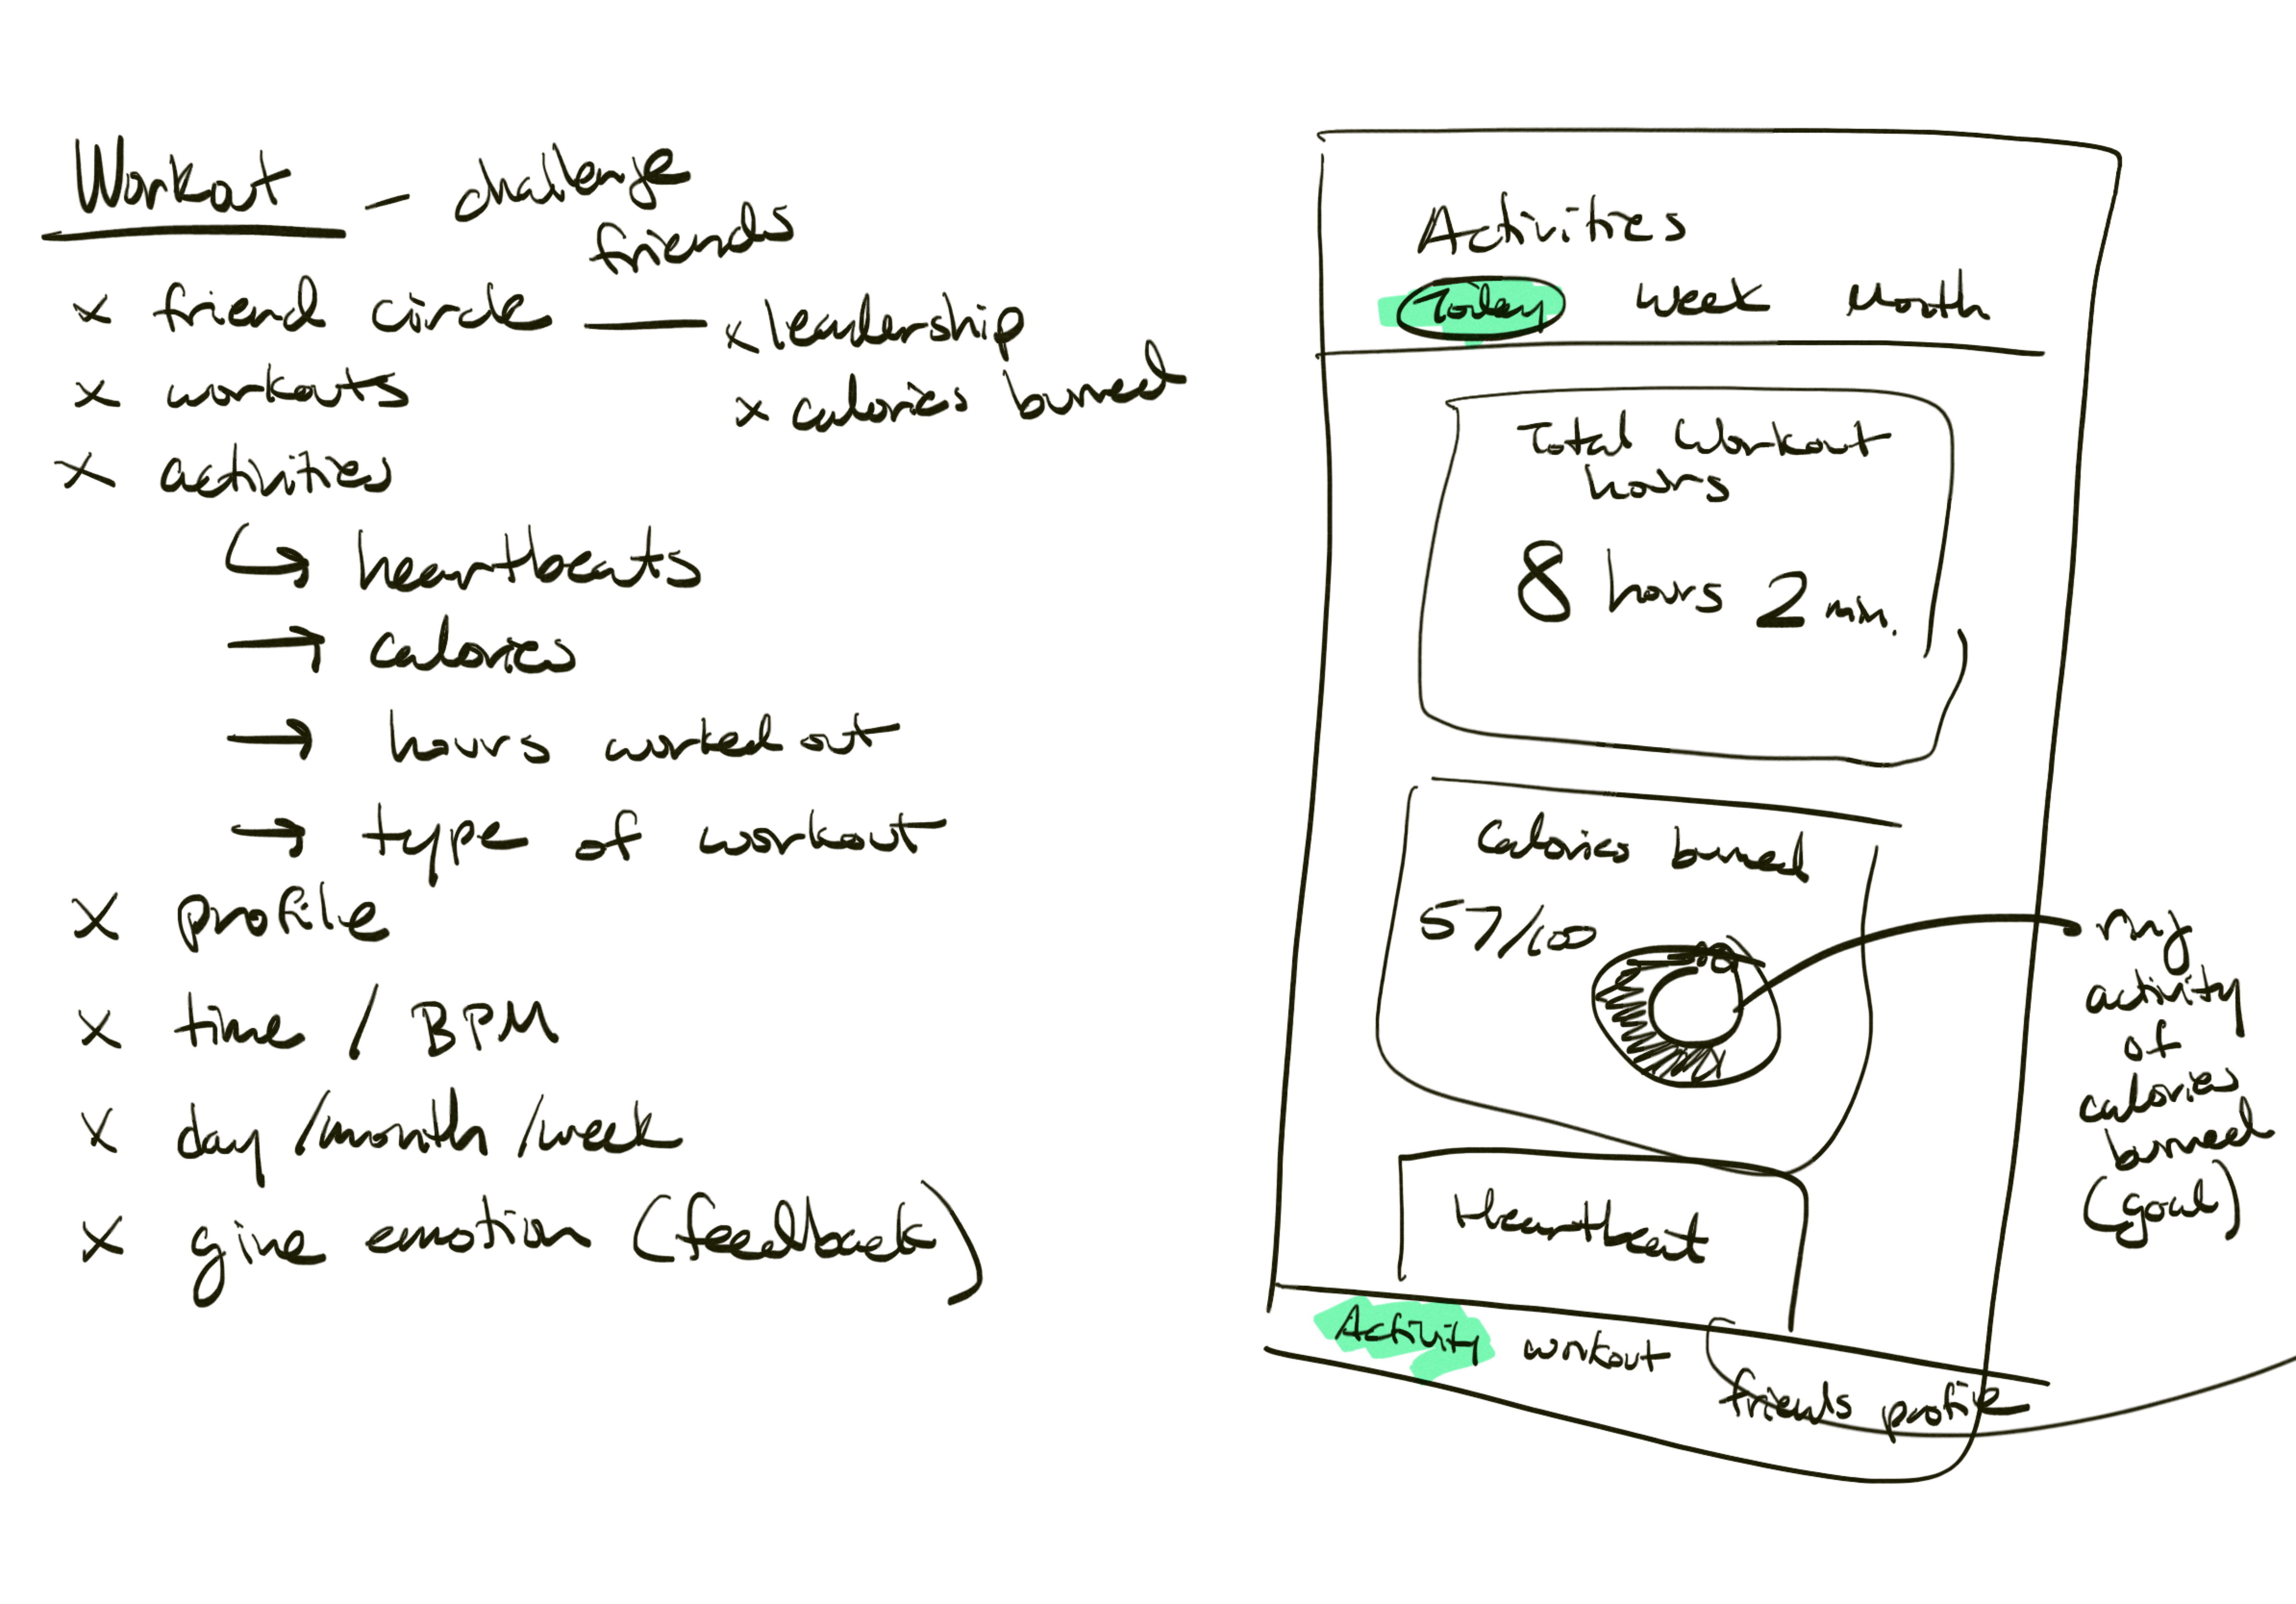 Workout – challenge
friends
x friend circle — x leadership
x workouts
x calories burned
x activities
↳ heartbeats
→ calories
→ hours worked out
→ type of workout
x profile
x time / BPM
x day /month /week
x give emotion (feedback)
Activities
Today week Month
Total Workout
hours
8 hours 2 min.
Calories burned
57/100
Heartbeat
Activity workout
friends profile
ring
activity
of
calories
burned
(goal)